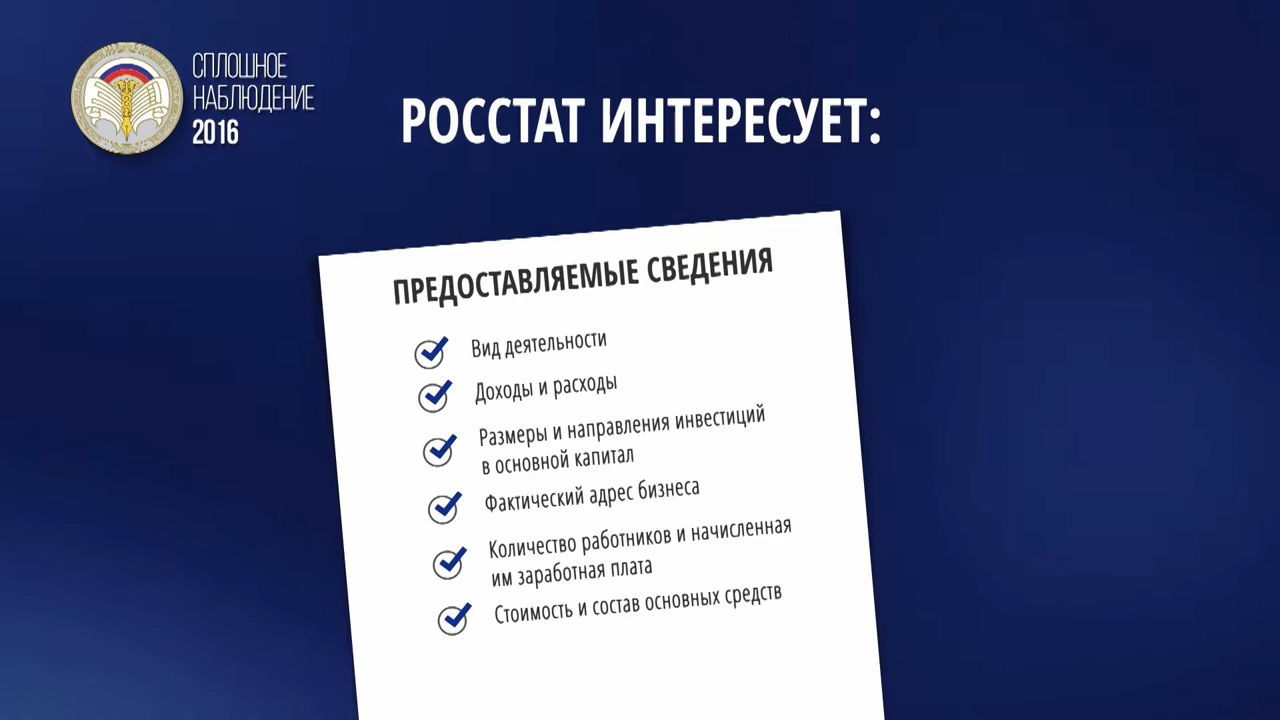 СПЛОШНОЕ
НАБЛЮДЕНИЕ
2016
РОССТАТ ИНТЕРЕСУЕТ:
ПРЕДОСТАВЛЯЕМЫЕ СВЕДЕНИЯ
Вид деятельности
Доходы и расходы
Размеры и направления инвестиций
в основной капитал
Фактический адрес бизнеса
Количество работников и начисленная
им заработная плата
Стоимость и состав основных средств